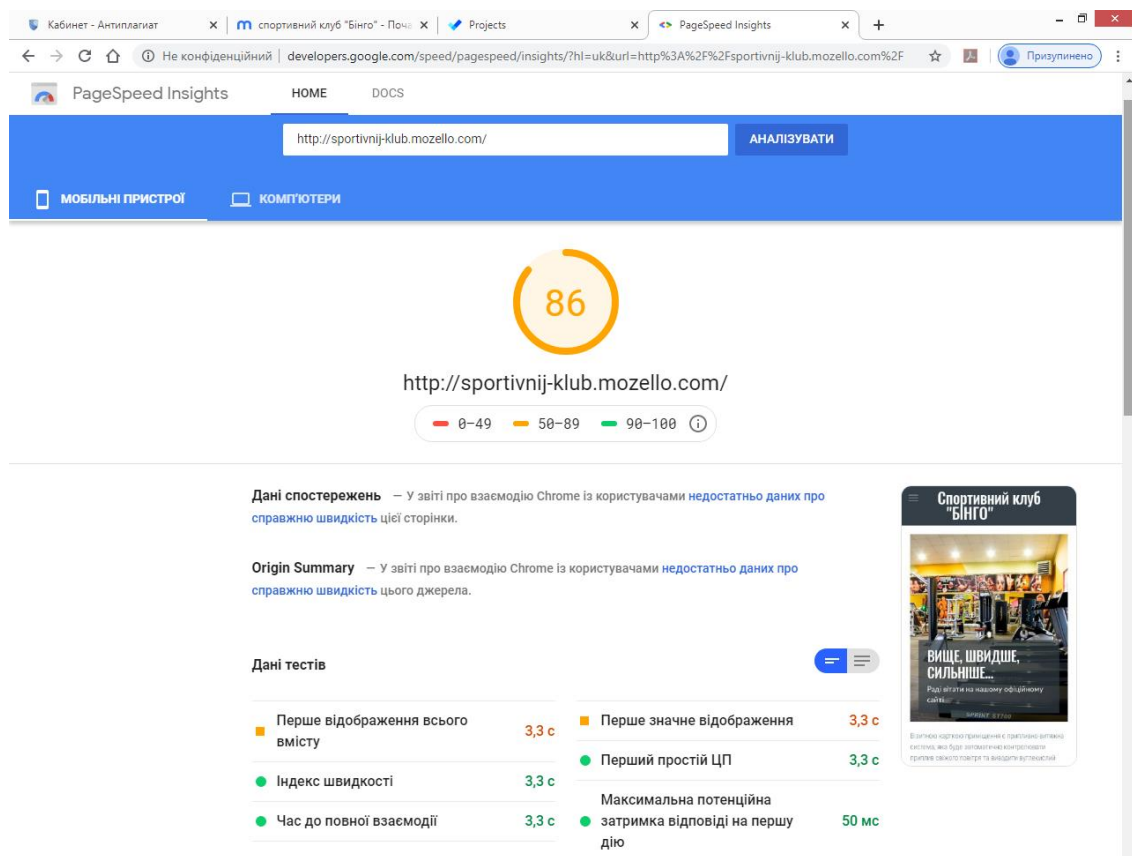 Кабинет - Антиплагиат
спортивний клуб "Бінго" - Поча
Projects
PageSpeed Insights
Не конфіденційний
developers.google.com/speed/pagespeed/insights/?hl=uk&url=http%3A%2F%2Fsportivnij-klub.mozello.com%2F
Призупинено
PageSpeed Insights
HOME
DOCS
http://sportivnij-klub.mozello.com/
АНАЛІЗУВАТИ
МОБІЛЬНІ ПРИСТРОЇ
КОМП'ЮТЕРИ
86
http://sportivnij-klub.mozello.com/
0–49
50–89
90–100
Дані спостережень – У звіті про взаємодію Chrome із користувачами недостатньо даних про
справжню швидкість цієї сторінки.
Origin Summary – У звіті про взаємодію Chrome із користувачами недостатньо даних про
справжню швидкість цього джерела.
Спортивний клуб
"БІНГО"
ВИЩЕ, ШВИДШЕ,
СИЛЬНІШЕ...
Раді вітати на нашому офіційному
сайті...
Дані тестів
Перше відображення всього
вмісту
3,3 с
Індекс швидкості
3,3 с
Час до повної взаємодії
3,3 с
Перше значне відображення
3,3 с
Перший простій ЦП
3,3 с
Максимальна потенційна
затримка відповіді на першу
дію
50 мс